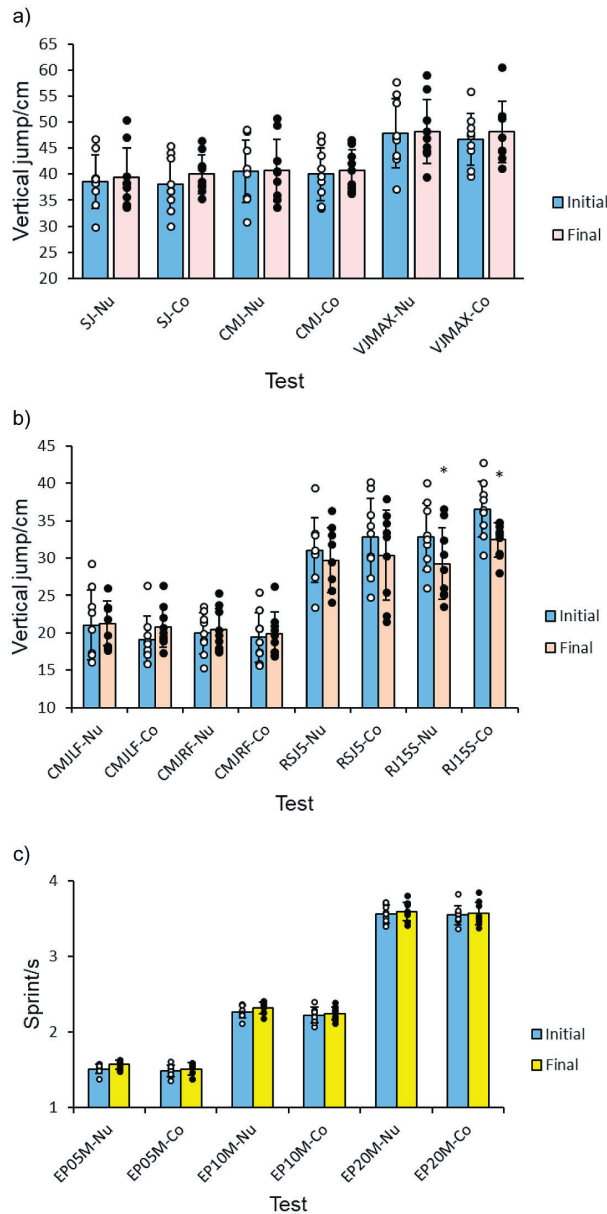 a)
65
60
55
50
45
40
35
30
25
20
Vertical jump/cm
SJ-Nu
SJ-Co
CMJ-Nu
CMJ-Co
VJMAX-Nu
VJMAX-Co
Test
Initial
Final
b)
45
40
35
30
25
20
15
10
Vertical jump/cm
*
*
CMJLF-Nu
CMJLF-Co
CMJRF-Nu
CMJRF-Co
RSJ5-Nu
RSJ5-Co
RJ15S-Nu
RJ15S-Co
Test
Initial
Final
c)
4
3
2
1
Sprint/s
EP05M-Nu
EP05M-Co
EP10M-Nu
EP10M-Co
EP20M-Nu
EP20M-Co
Test
Initial
Final